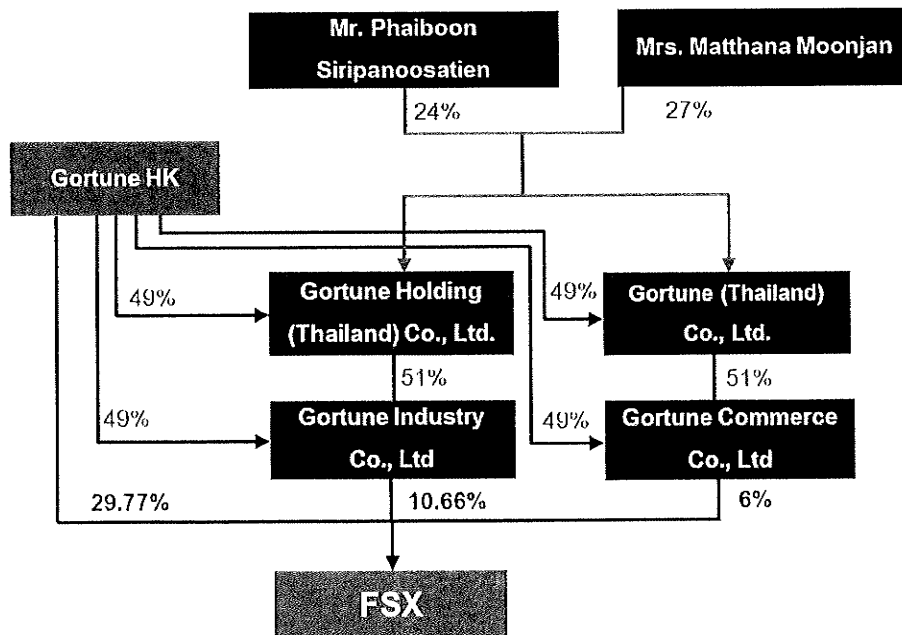 Mr. Phaiboon
Siripanoosatien
Mrs. Matthana Moonjan
24%
27%
Gortune HK
49%
Gortune Holding
(Thailand) Co., Ltd.
49%
Gortune (Thailand)
Co., Ltd.
51%
51%
49%
Gortune Industry
Co., Ltd
49%
Gortune Commerce
Co., Ltd
29.77%
10.66%
6%
FSX